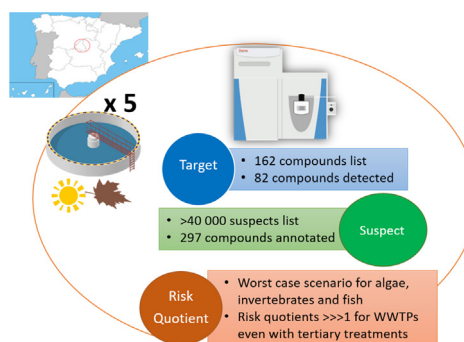 x 5
Target
• 162 compounds list
• 82 compounds detected
• >40 000 suspects list
• 297 compounds annotated
Suspect
Risk
Quotient
• Worst case scenario for algae,
invertebrates and fish
• Risk quotients >>>1 for WWTPs
even with tertiary treatments